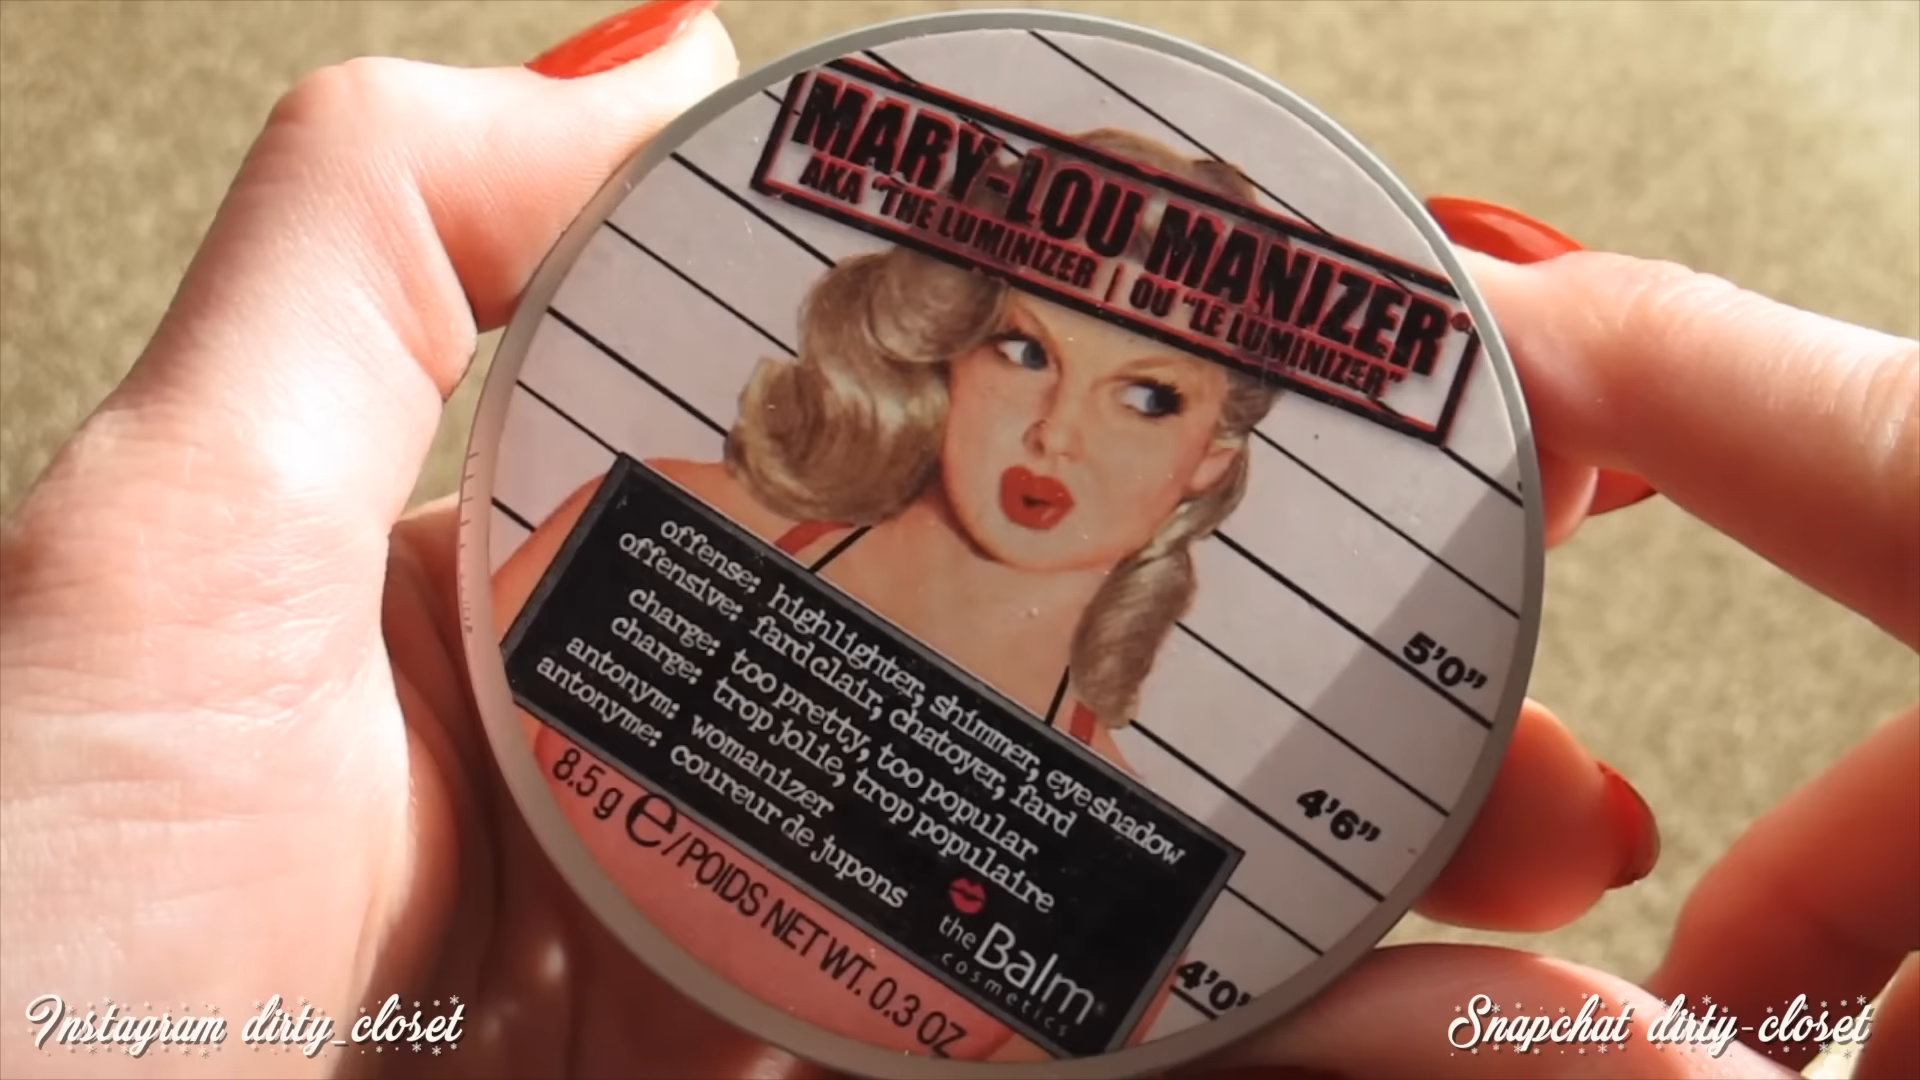 MARY-LOU MANIZER®
AKA "THE LUMINIZER | OU "LE LUMINIZER"
offense: highlighter, shimmer, eyeshadow
offensive: fard clair, chatoyer, fard
charge: too pretty, too popular
charge: trop jolie, trop populaire
antonym: womanizer
antonyme: coureur de jupons
the Balm®
cosmetics
8.5 g e/POIDS NET WT. 0.3 OZ
5'0"
4'6"
4'0"
Instagram dirty_closet
Snapchat dirty-closet